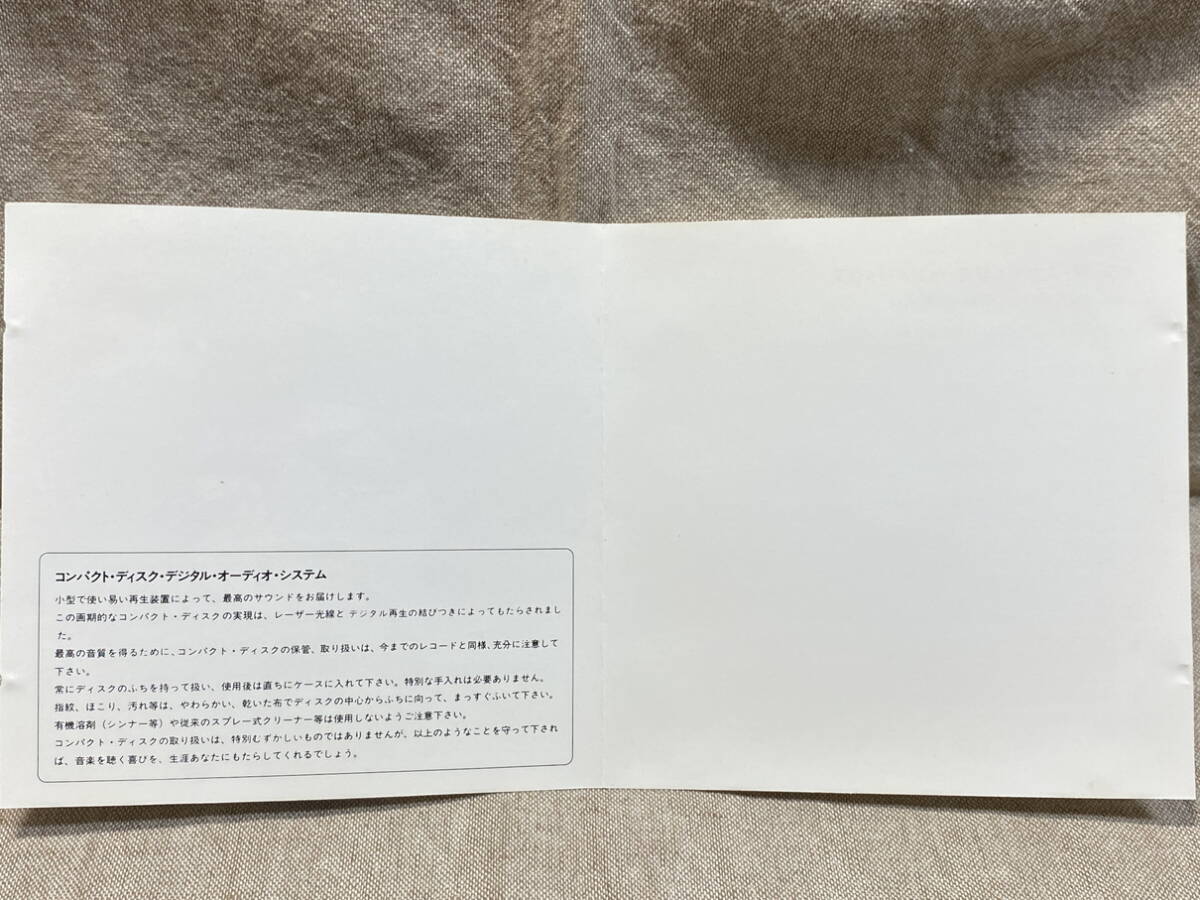 コンパクト・ディスク・デジタル・オーディオ・システム
小型で使い易い再生装置によって、最高のサウンドをお届けします。
この画期的なコンパクト・ディスクの実現は、レーザー光線と デジタル再生の結びつきによってもたらされまし
た。
最高の音質を得るために、コンパクト・ディスクの保管、取り扱いは、今までのレコードと同様、充分に注意して
下さい。
常にディスクのふちを持って扱い、使用後は直ちにケースに入れて下さい。特別な手入れは必要ありません。
指紋、ほこり、汚れ等は、やわらかい、乾いた布でディスクの中心からふちに向って、まっすぐふいて下さい。
有機溶剤（シンナー等）や従来のスプレー式クリーナー等は使用しないようご注意下さい。
コンパクト・ディスクの取り扱いは、特別むずかしいものではありませんが、以上のようなことを守って下され
ば、音楽を聴く喜びを、生涯あなたにもたらしてくれるでしょう。